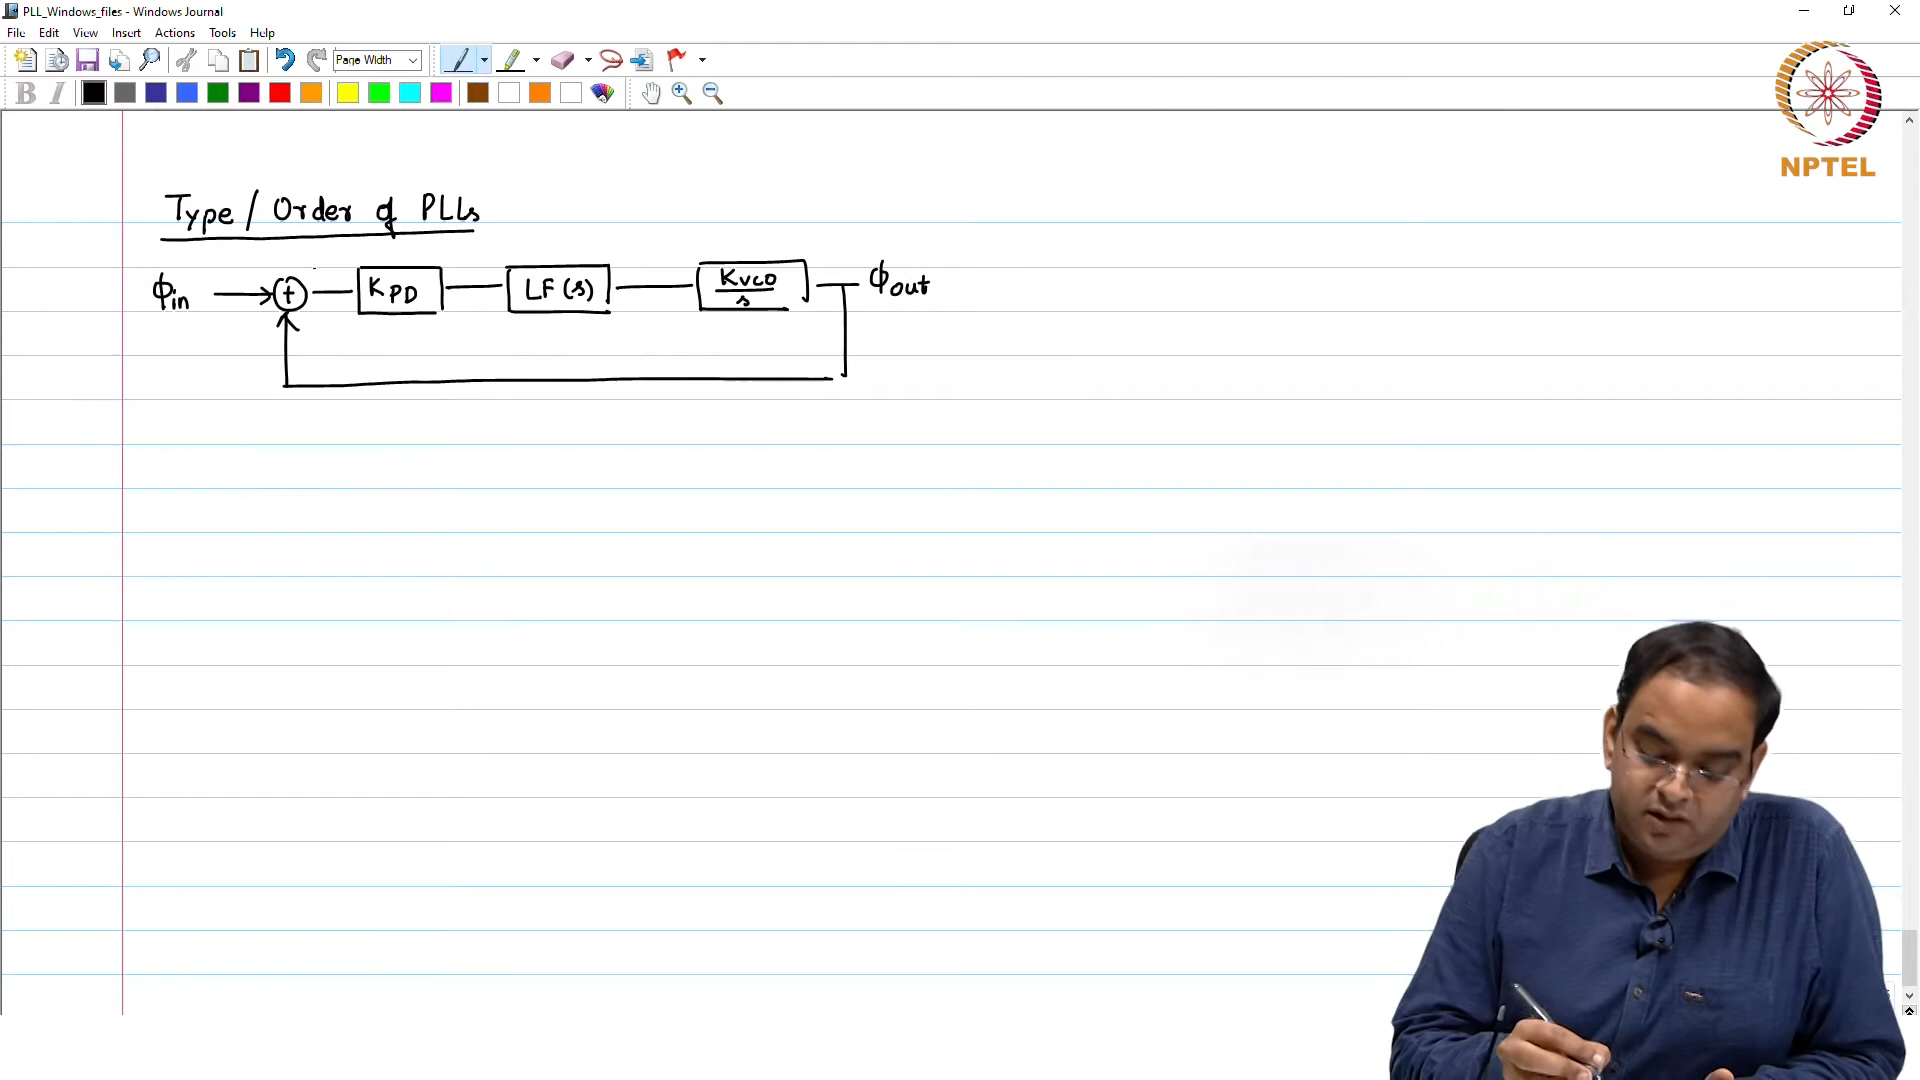 PLL_Windows_files - Windows Journal
File Edit View Insert Actions Tools Help
Page Width
B I
NPTEL
Type / Order of PLLs
ϕin + KPD LF(s) KVCO/s ϕout